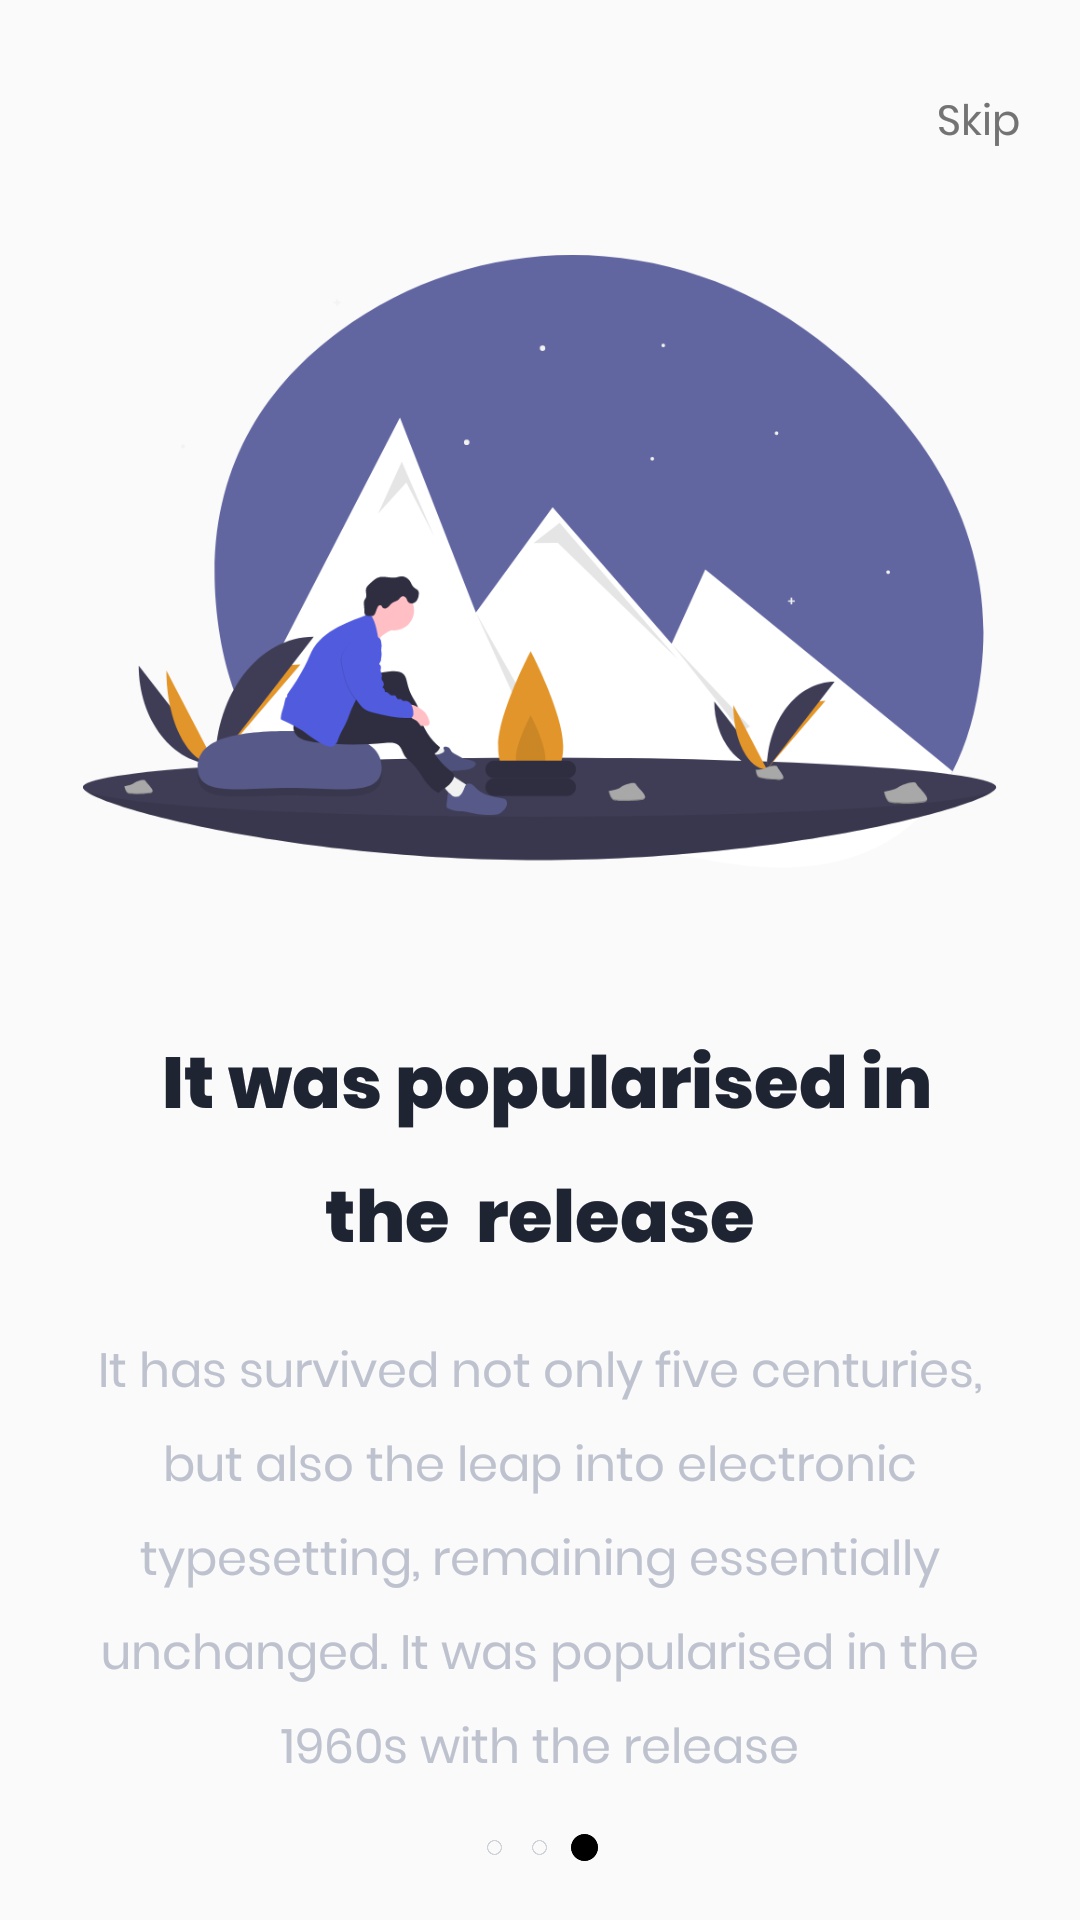 Skip
It was popularised in
the release
It has survived not only five centuries,
but also the leap into electronic
typesetting, remaining essentially
unchanged. It was popularised in the
1960s with the release